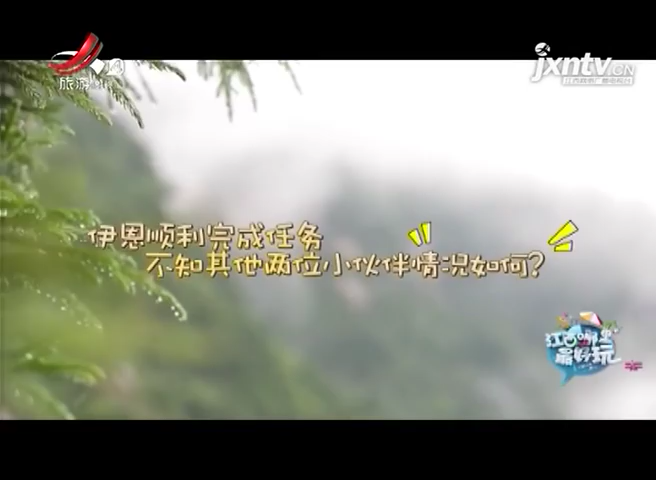 旅游
jxntv.CN
伊恩顺利完成任务
不知其他两位小伙伴情况如何?
江西哪里
最好玩